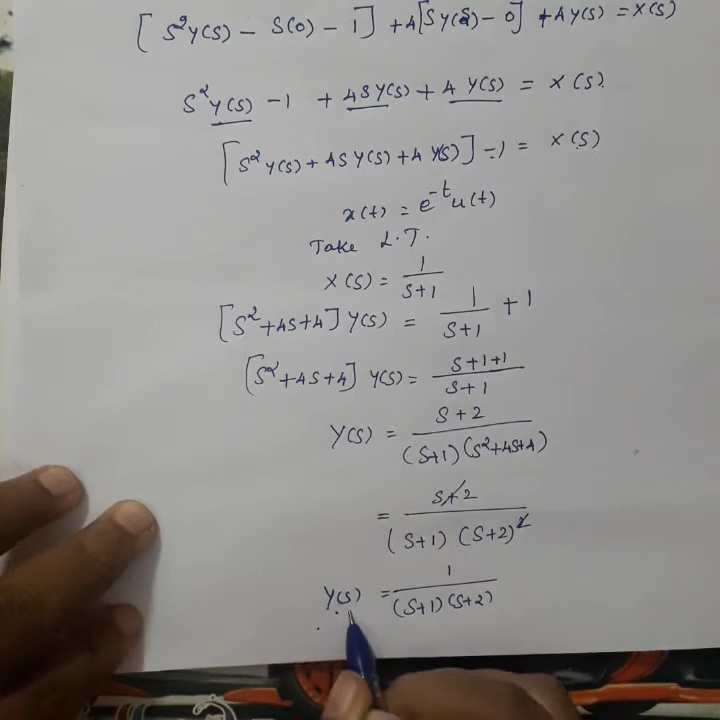 [S²Y(S) - S(0) - 1] + 4[SY(S) - 0] + 4Y(S) = X(S)
S²Y(S) - 1 + 4SY(S) + 4Y(S) = X(S).
[S²Y(S) + 4SY(S) + 4Y(S)] - 1 = X(S)
x(t) = e^-t u(t)
Take L.T.
X(S) = 1/(S+1)
[S²+4S+4] Y(S) = 1/(S+1) + 1
[S²+4S+4] Y(S) = (S+1+1)/(S+1)
Y(S) = (S+2)/((S+1)(S²+4S+4))
= (S+2)/((S+1)(S+2)²)
Y(S) = 1/((S+1)(S+2))